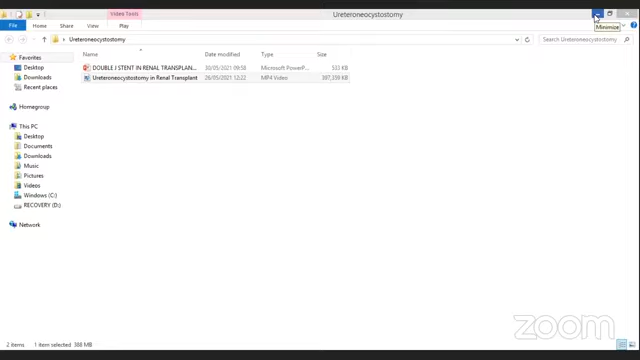 Video Tools
Ureteroneocystostomy
File Home Share View Play
Minimize
Ureteroneocystostomy
Search Ureteroneocystostomy
Name Date modified Type Size
DOUBLE J STENT IN RENAL TRANSPLAN... 30/05/2021 09:56 Microsoft PowerP... 533 KB
Ureteroneocystostomy in Renal Transplant 26/05/2021 12:22 MP4 Video 397,359 KB
Favorites
Desktop
Downloads
Recent places
Homegroup
This PC
Desktop
Documents
Downloads
Music
Pictures
Videos
Windows (C:)
RECOVERY (D:)
Network
zoom
2 items 1 item selected 388 MB